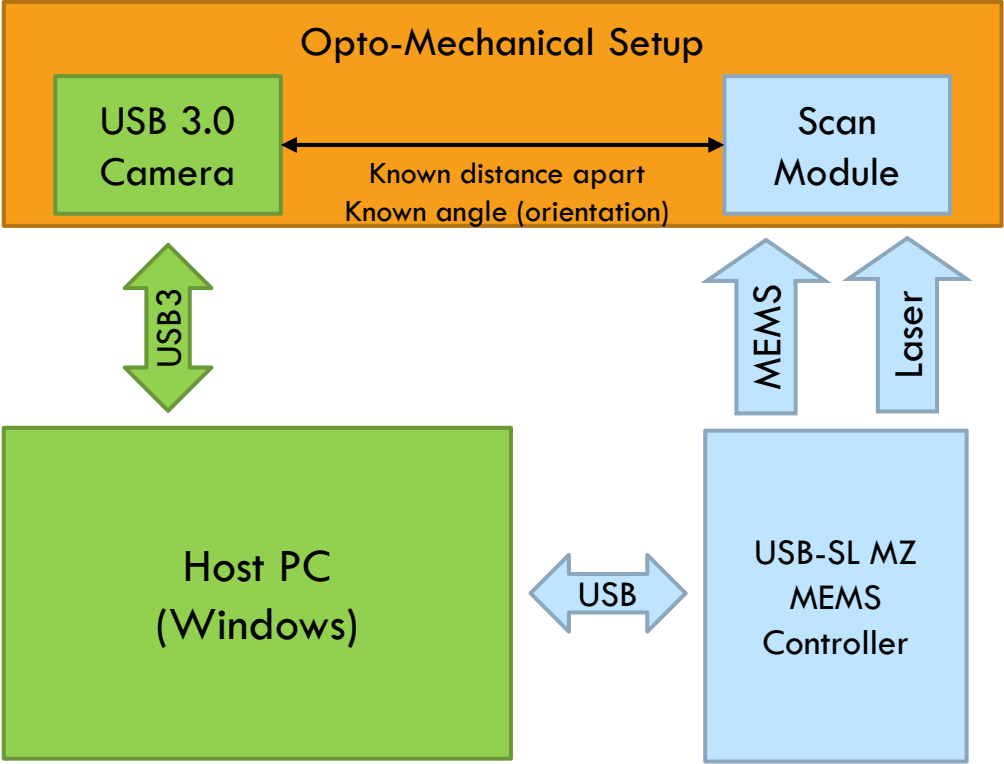 Opto-Mechanical Setup
USB 3.0
Camera
Known distance apart
Known angle (orientation)
Scan
Module
USB3
MEMS
Laser
Host PC
(Windows)
USB
USB-SL MZ
MEMS
Controller